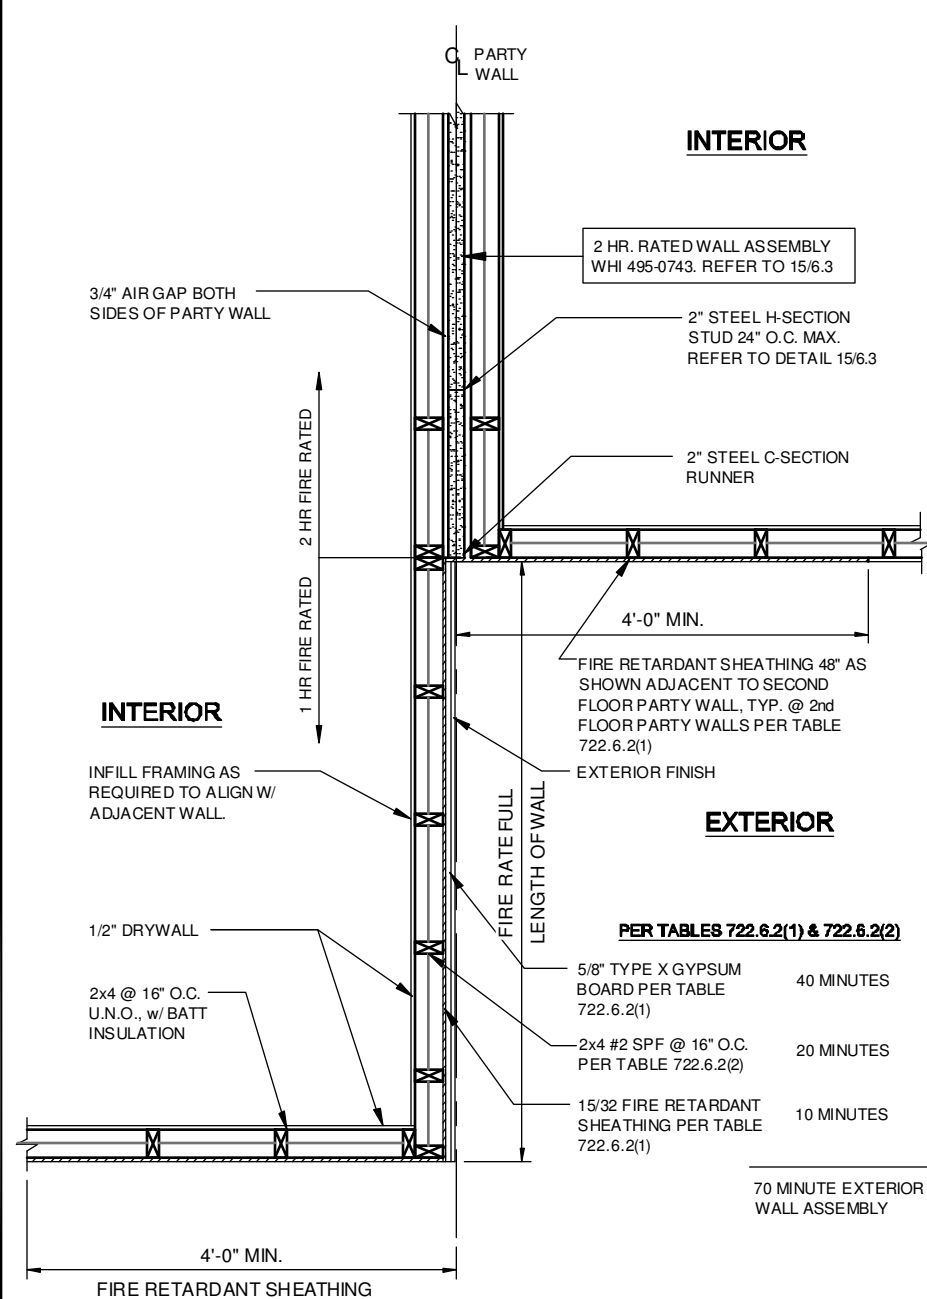 CL PARTY
WALL
INTERIOR
2 HR. RATED WALL ASSEMBLY
WHI 495-0743. REFER TO 15/6.3
3/4" AIR GAP BOTH
SIDES OF PARTY WALL
2" STEEL H-SECTION
STUD 24" O.C. MAX.
REFER TO DETAIL 15/6.3
2 HR FIRE RATED
2" STEEL C-SECTION
RUNNER
1 HR FIRE RATED
4'-0" MIN.
FIRE RETARDANT SHEATHING 48" AS
SHOWN ADJACENT TO SECOND
FLOOR PARTY WALL, TYP. @ 2nd
FLOOR PARTY WALLS PER TABLE
722.6.2(1)
INTERIOR
INFILL FRAMING AS
REQUIRED TO ALIGN W/
ADJACENT WALL.
EXTERIOR FINISH
FIRE RATE FULL
LENGTH OF WALL
EXTERIOR
PER TABLES 722.6.2(1) & 722.6.2(2)
1/2" DRYWALL
5/8" TYPE X GYPSUM
BOARD PER TABLE
722.6.2(1)
40 MINUTES
2x4 @ 16" O.C.
U.N.O., w/ BATT
INSULATION
2x4 #2 SPF @ 16" O.C.
PER TABLE 722.6.2(2)
20 MINUTES
15/32 FIRE RETARDANT
SHEATHING PER TABLE
722.6.2(1)
10 MINUTES
70 MINUTE EXTERIOR
WALL ASSEMBLY
4'-0" MIN.
FIRE RETARDANT SHEATHING